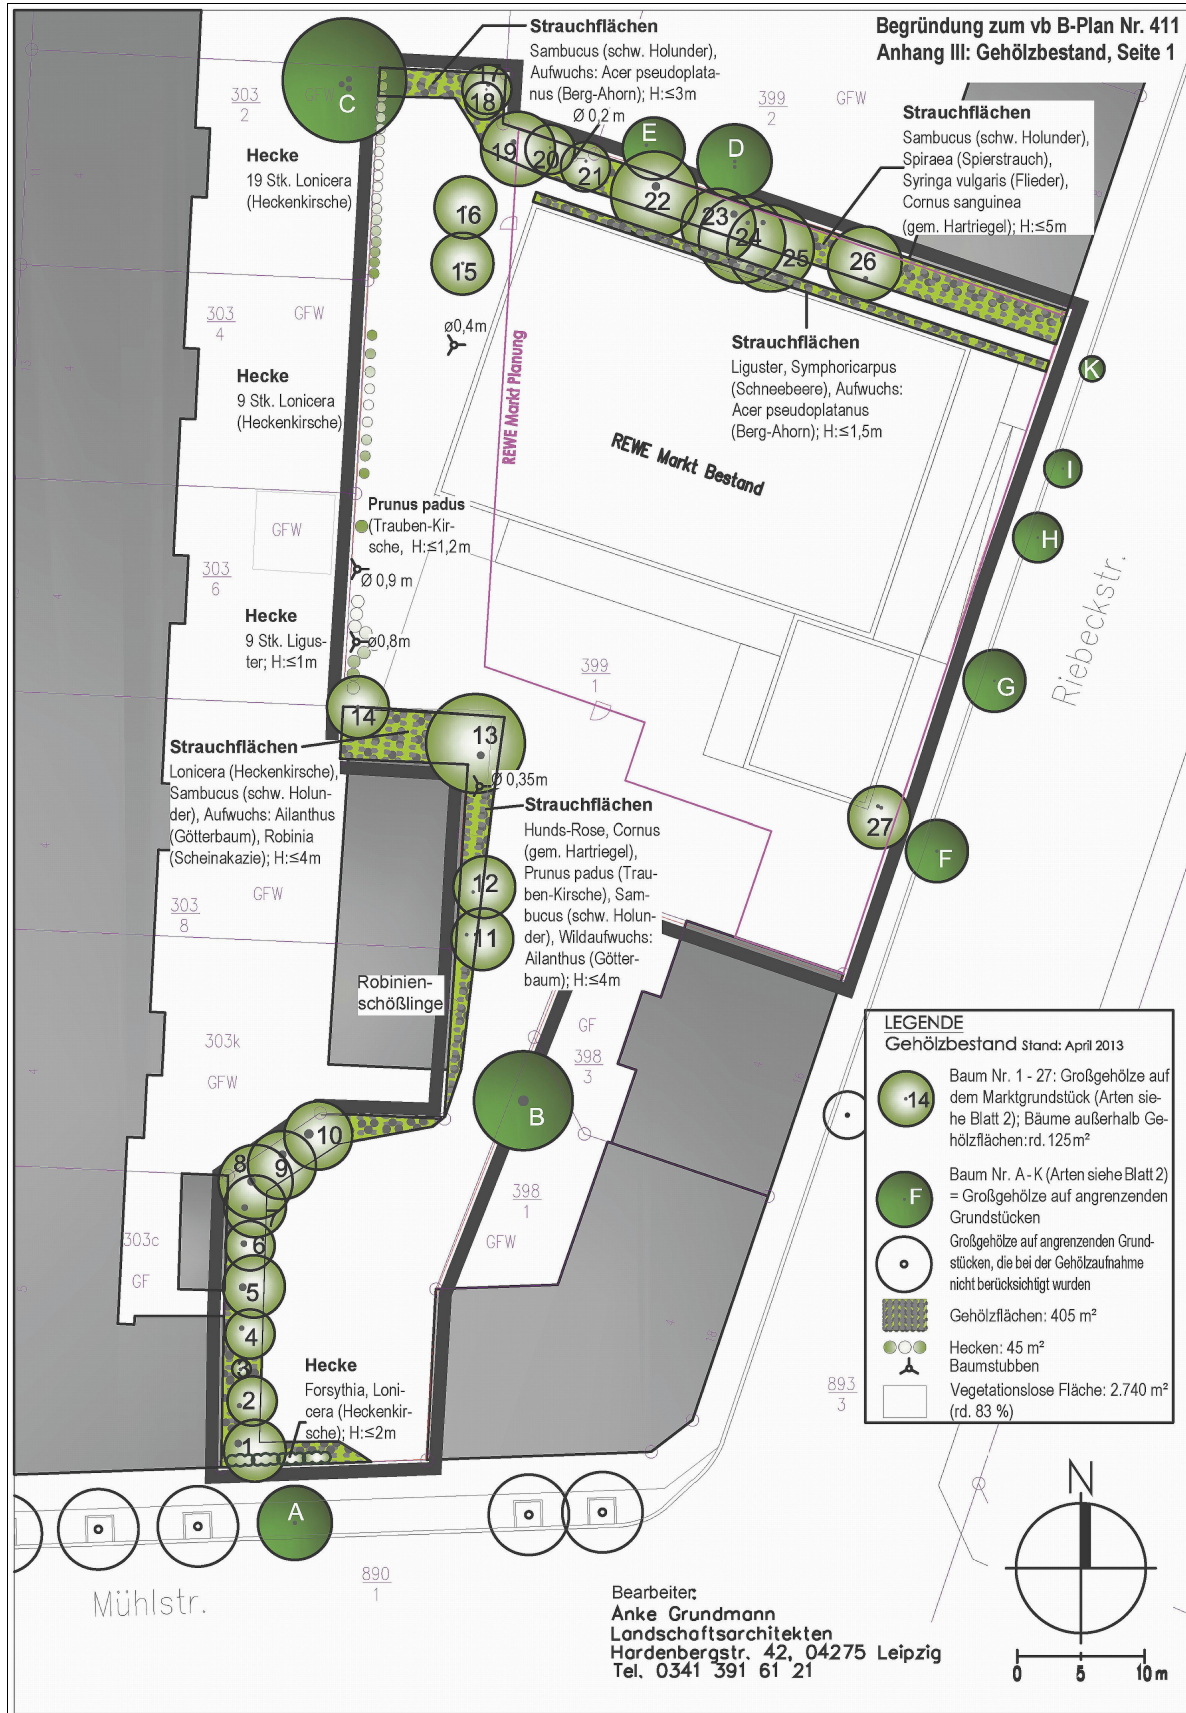 Begründung zum vb B-Plan Nr. 411
Anhang III: Gehölzbestand, Seite 1
Strauchflächen
Sambucus (schw. Holunder),
Aufwuchs: Acer pseudoplata-
nus (Berg-Ahorn); H:≤3m
Ø 0,2 m
C
17
18
19
20
21
E
D
22
23
24
25
26
303
2
GFW
399
2
GFW
Strauchflächen
Sambucus (schw. Holunder),
Spiraea (Spierstrauch),
Syringa vulgaris (Flieder),
Cornus sanguinea
(gem. Hartriegel); H:≤5m
Hecke
19 Stk. Lonicera
(Heckenkirsche)
16
15
ø0,4m
303
4
GFW
Hecke
9 Stk. Lonicera
(Heckenkirsche)
REWE Markt Planung
REWE Markt Bestand
Strauchflächen
Liguster, Symphoricarpus
(Schneebeere), Aufwuchs:
Acer pseudoplatanus
(Berg-Ahorn); H:≤1,5m
K
I
H
G
F
Riebeckstr.
Prunus padus
(Trauben-Kir-
sche, H:≤1,2m
Ø 0,9 m
GFW
303
6
Hecke
9 Stk. Ligus-
ter; H:≤1m
ø0,8m
399
1
14
13
Ø 0,35m
Strauchflächen
Lonicera (Heckenkirsche),
Sambucus (schw. Holun-
der), Aufwuchs: Ailanthus
(Götterbaum), Robinia
(Scheinakazie); H:≤4m
Strauchflächen
Hunds-Rose, Cornus
(gem. Hartriegel),
Prunus padus (Trau-
ben-Kirsche), Sam-
bucus (schw. Holun-
der), Wildaufwuchs:
Ailanthus (Götter-
baum); H:≤4m
27
12
11
GFW
303
8
Robinien-
schößlinge
303k
GFW
GF
398
3
B
398
1
GFW
10
9
8
7
6
5
4
3
2
1
303c
GF
Hecke
Forsythia, Loni-
cera (Heckenkir-
sche); H:≤2m
4
18
893
3
LEGENDE
Gehölzbestand Stand: April 2013
14
Baum Nr. 1 - 27: Großgehölze auf
dem Marktgrundstück (Arten sie-
he Blatt 2); Bäume außerhalb Ge-
hölzflächen: rd. 125 m²
F
Baum Nr. A - K (Arten siehe Blatt 2)
= Großgehölze auf angrenzenden
Grundstücken
Großgehölze auf angrenzenden Grund-
stücken, die bei der Gehölzaufnahme
nicht berücksichtigt wurden
Gehölzflächen: 405 m²
Hecken: 45 m²
Baumstubben
Vegetationslose Fläche: 2.740 m²
(rd. 83 %)
A
Mühlstr.
890
1
Bearbeiter:
Anke Grundmann
Landschaftsarchitekten
Hardenbergstr. 42, 04275 Leipzig
Tel. 0341 391 61 21
N
0 5 10 m